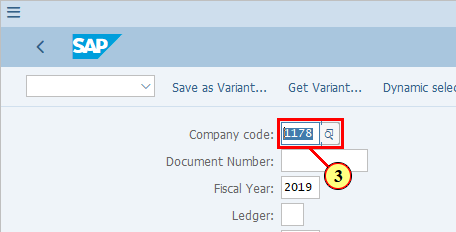 SAP
Save as Variant... Get Variant... Dynamic selec
Company code: 1178
Document Number:
3
Fiscal Year: 2019
Ledger: